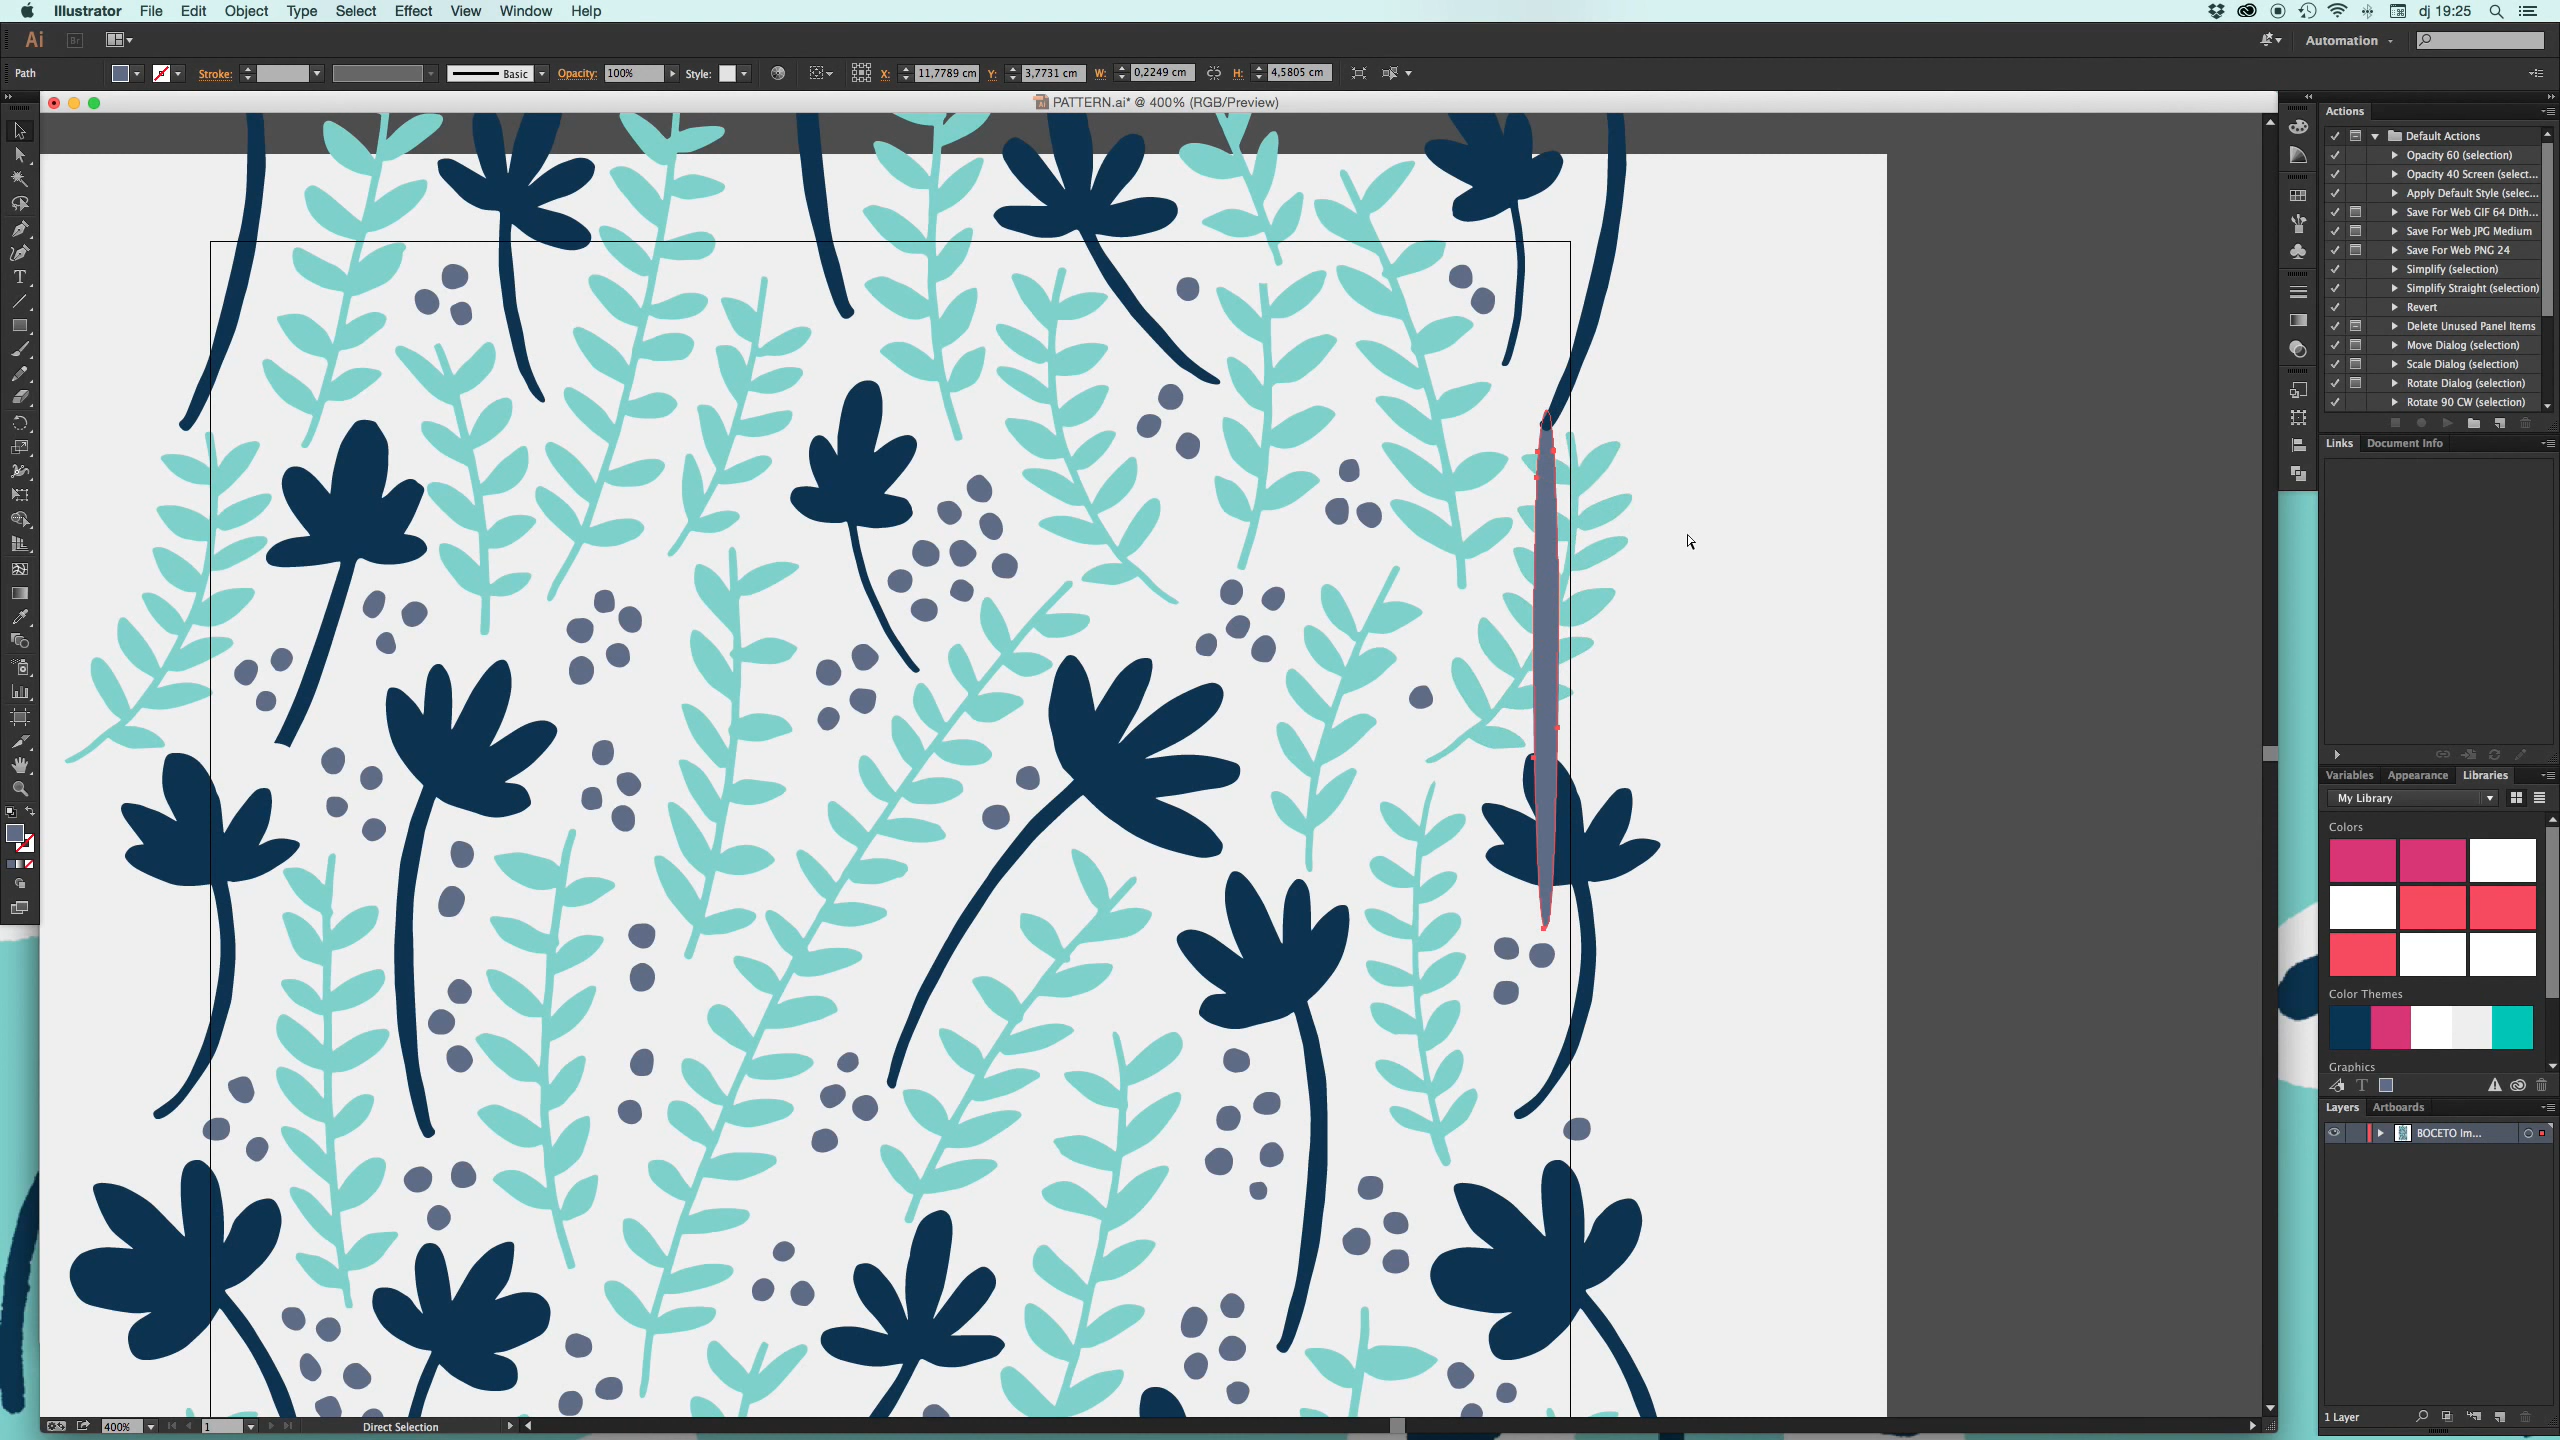 Illustrator File Edit Object Type Select Effect View Window Help dj 19:25
Ai Br Automation
Path Stroke: Basic Opacity: 100% Style: X: 11,7789 cm Y: 3,7731 cm W: 0,2249 cm H: 4,5805 cm
PATTERN.ai* @ 400% (RGB/Preview)
Actions
Default Actions
Opacity 60 (selection)
Opacity 40 Screen (select...
Apply Default Style (selec...
Save For Web GIF 64 Dith...
Save For Web JPG Medium
Save For Web PNG 24
Simplify (selection)
Simplify Straight (selection)
Revert
Delete Unused Panel Items
Move Dialog (selection)
Scale Dialog (selection)
Rotate Dialog (selection)
Rotate 90 CW (selection)
Links Document Info
Variables Appearance Libraries
My Library
Colors
Color Themes
Graphics
Layers Artboards
BOCETO Im...
1 Layer
400% 1 Direct Selection